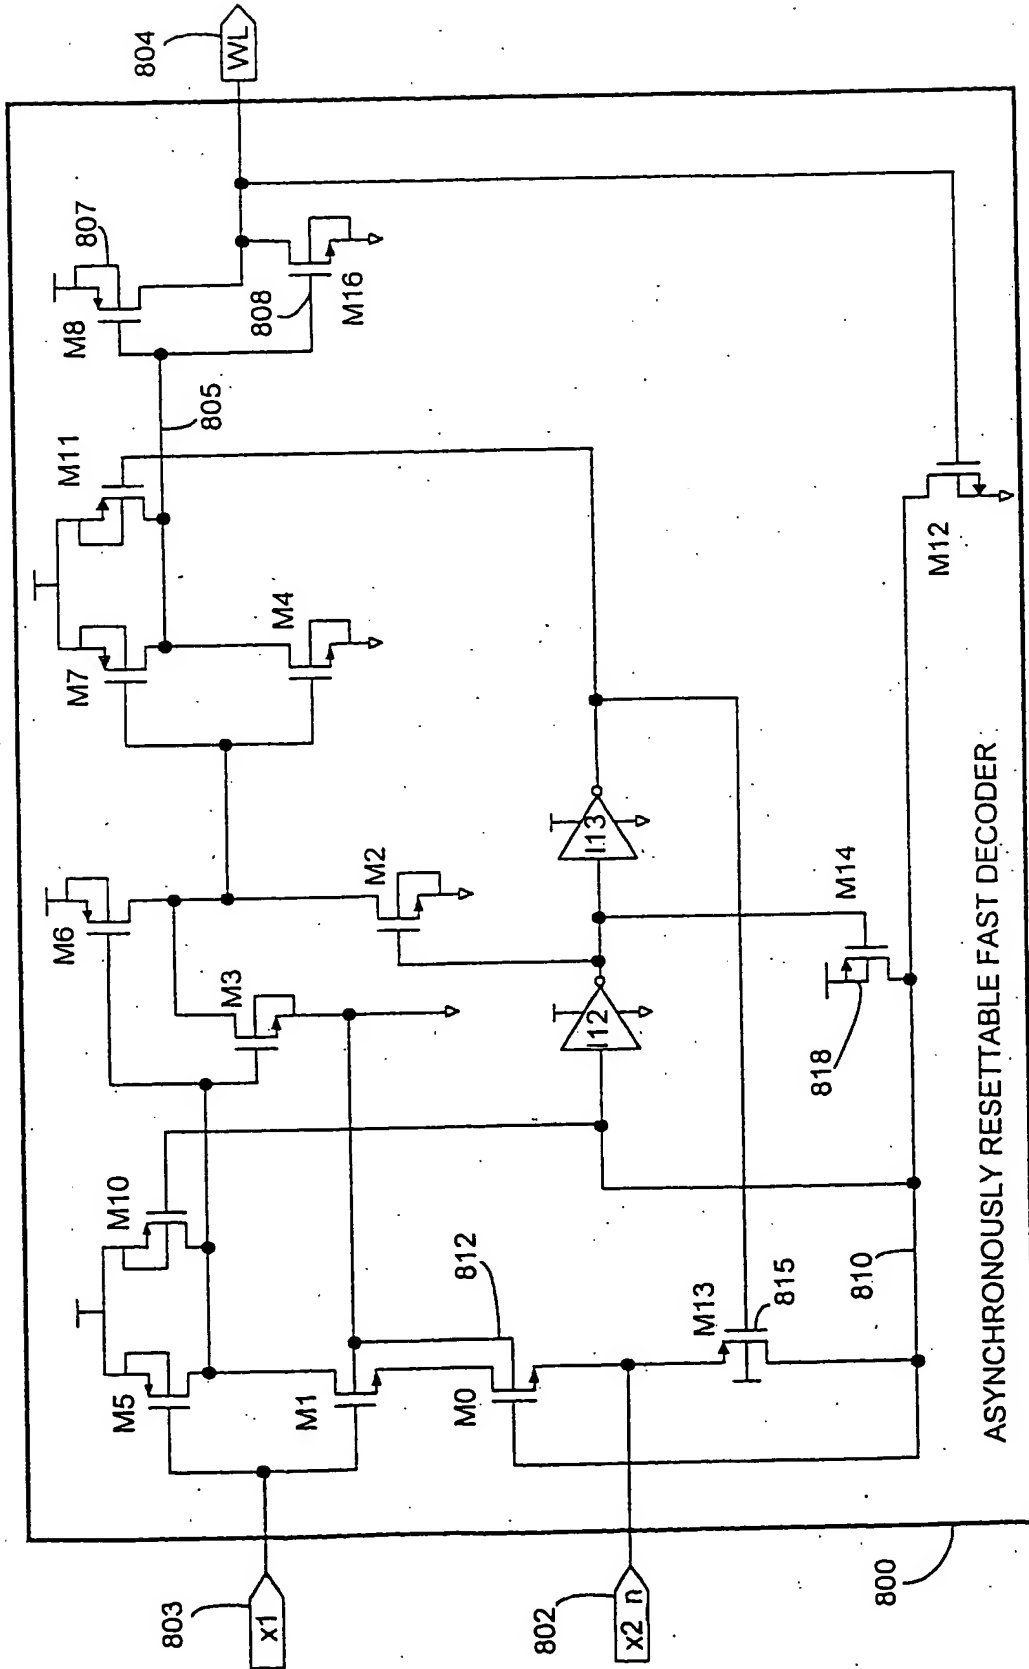 804
WL
807
M8
808
M16
805
M11
M7
M4
M6
M3
M2
M10
M5
M1
812
M0
M13
815
810
I12
I13
M14
818
M12
803
x1
802
x2_n
800
ASYNCHRONOUSLY RESETTABLE FAST DECODER